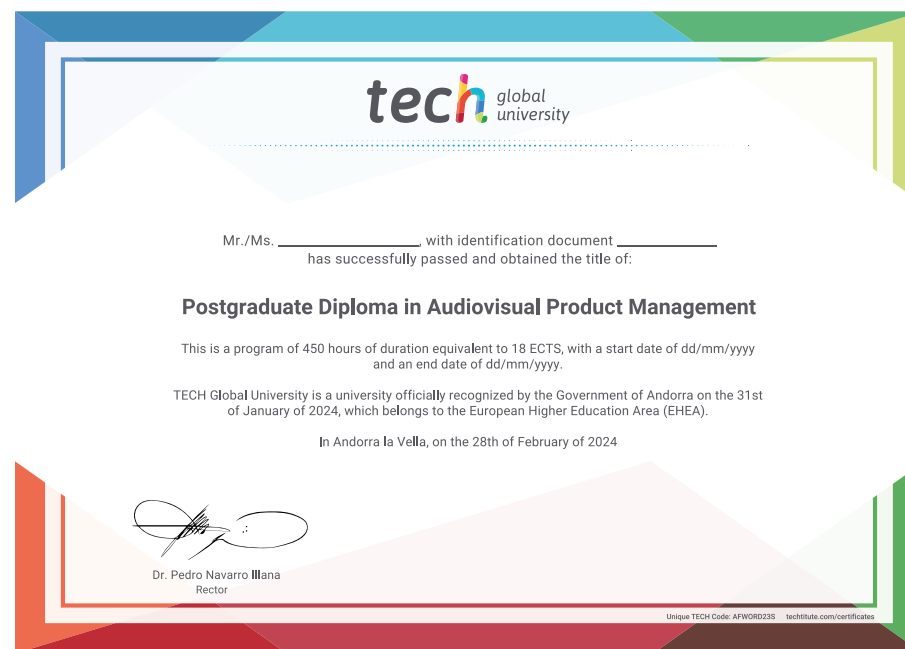 tech global
university
Mr./Ms. ____________________, with identification document ______________
has successfully passed and obtained the title of:
Postgraduate Diploma in Audiovisual Product Management
This is a program of 450 hours of duration equivalent to 18 ECTS, with a start date of dd/mm/yyyy
and an end date of dd/mm/yyyy.
TECH Global University is a university officially recognized by the Government of Andorra on the 31st
of January of 2024, which belongs to the European Higher Education Area (EHEA).
In Andorra la Vella, on the 28th of February of 2024
Dr. Pedro Navarro Illana
Rector
Unique TECH Code: AFWORD23S techtitute.com/certificates